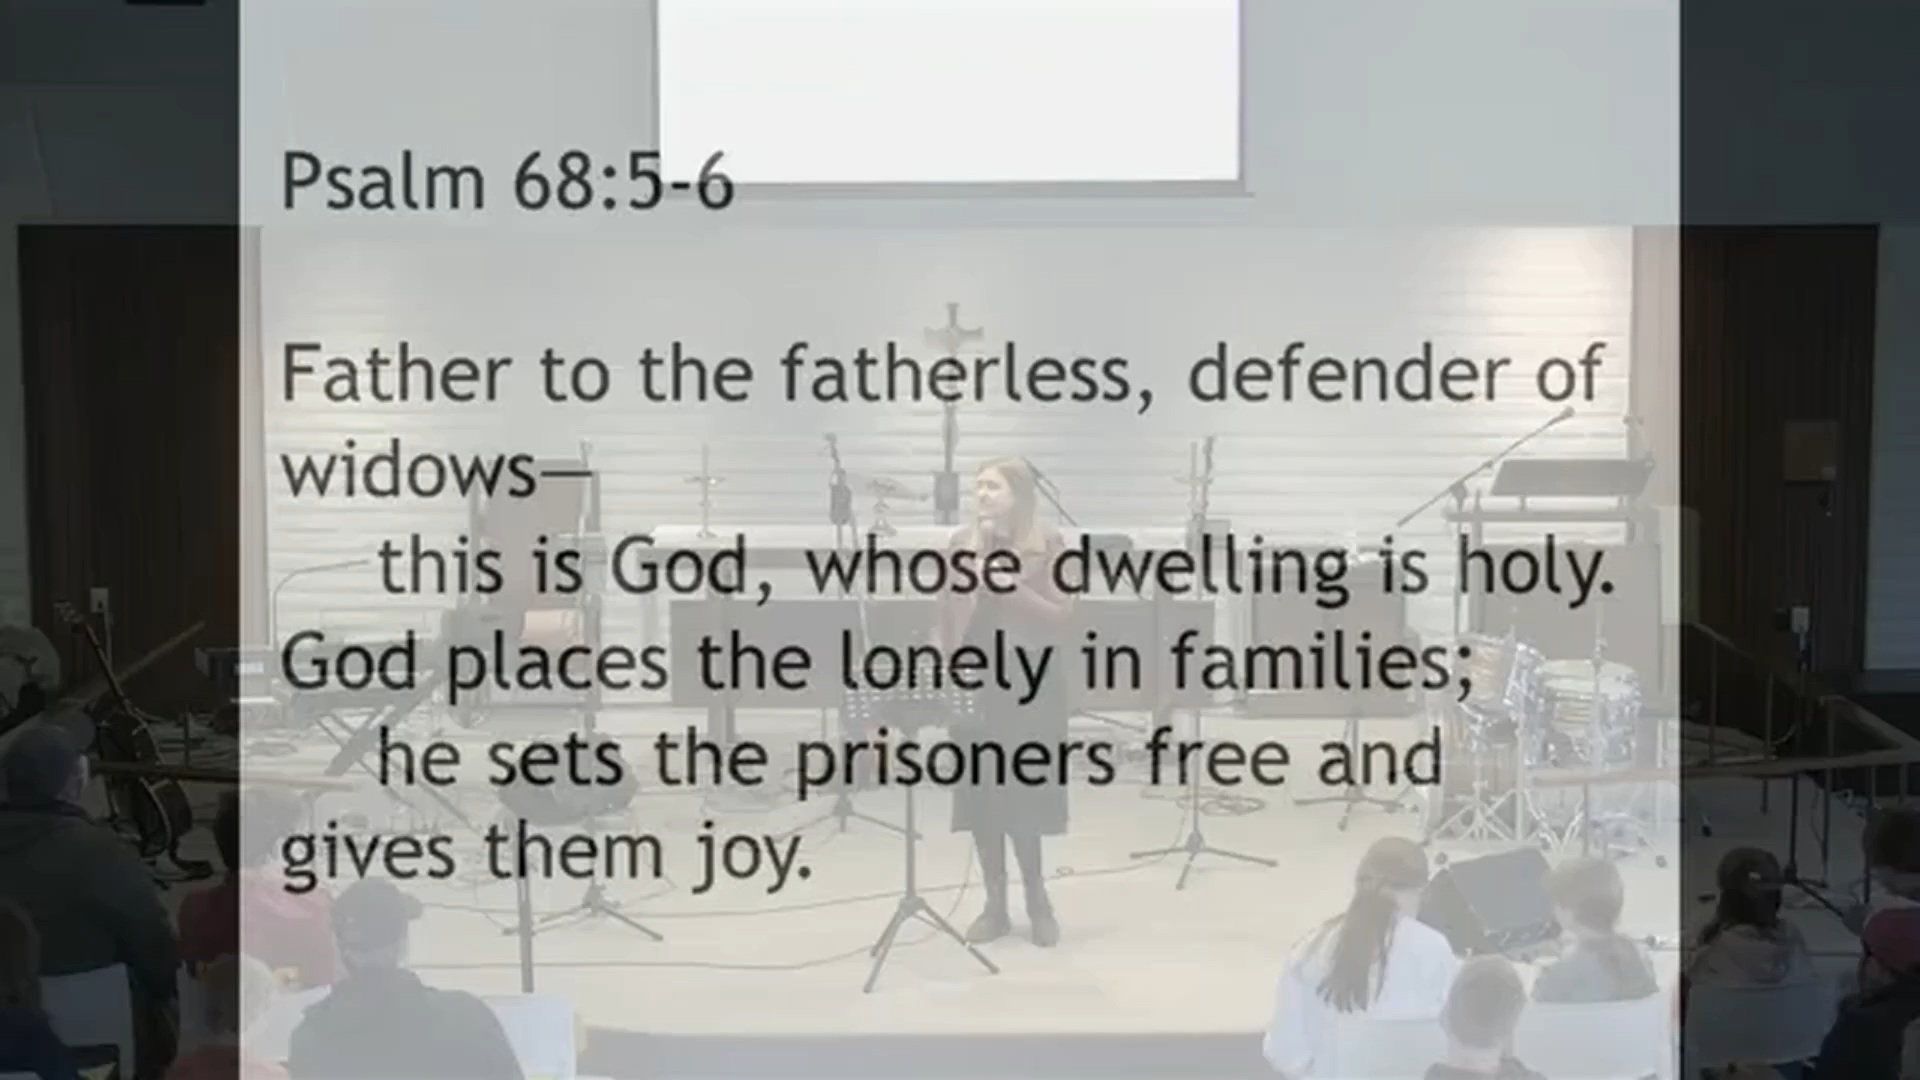 Psalm 68:5-6
Father to the fatherless, defender of
widows—
this is God, whose dwelling is holy.
God places the lonely in families;
he sets the prisoners free and
gives them joy.